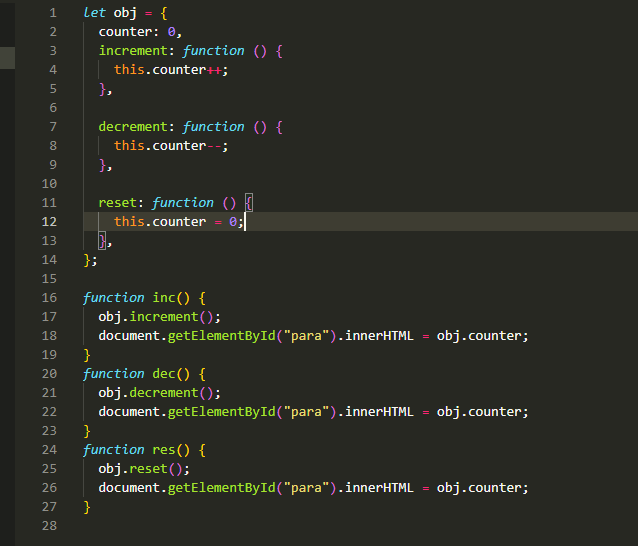 1 let obj = {
2   counter: 0,
3   increment: function () {
4     this.counter++;
5   },
6
7   decrement: function () {
8     this.counter--;
9   },
10
11   reset: function () {
12     this.counter = 0;
13   },
14 };
15
16 function inc() {
17   obj.increment();
18   document.getElementById("para").innerHTML = obj.counter;
19 }
20 function dec() {
21   obj.decrement();
22   document.getElementById("para").innerHTML = obj.counter;
23 }
24 function res() {
25   obj.reset();
26   document.getElementById("para").innerHTML = obj.counter;
27 }
28